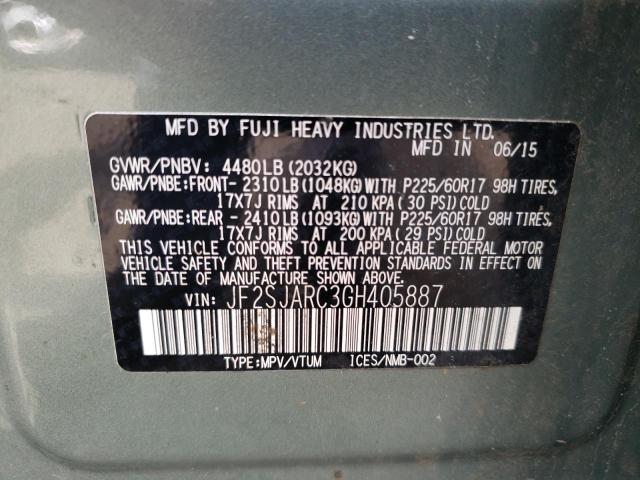 MFD BY FUJI HEAVY INDUSTRIES LTD.
MFD IN 06/15
GVWR/PNBV: 4480LB(2032KG)
GAWR/PNBE:FRONT- 2310LB(1048KG)WITH P225/60R17 98H TIRES,
17X7J RIMS AT 210 KPA( 30 PSI)COLD
GAWR/PNBE:REAR - 2410LB(1093KG)WITH P225/60R17 98H TIRES,
17X7J RIMS AT 200 KPA( 29 PSI)COLD
THIS VEHICLE CONFORMS TO ALL APPLICABLE FEDERAL MOTOR
VEHICLE SAFETY AND THEFT PREVENTION STANDARDS IN EFFECT ON
THE DATE OF MANUFACTURE SHOWN ABOVE.
VIN: JF2SJARC3GH405887
TYPE:MPV/VTUM ICES/NMB-002